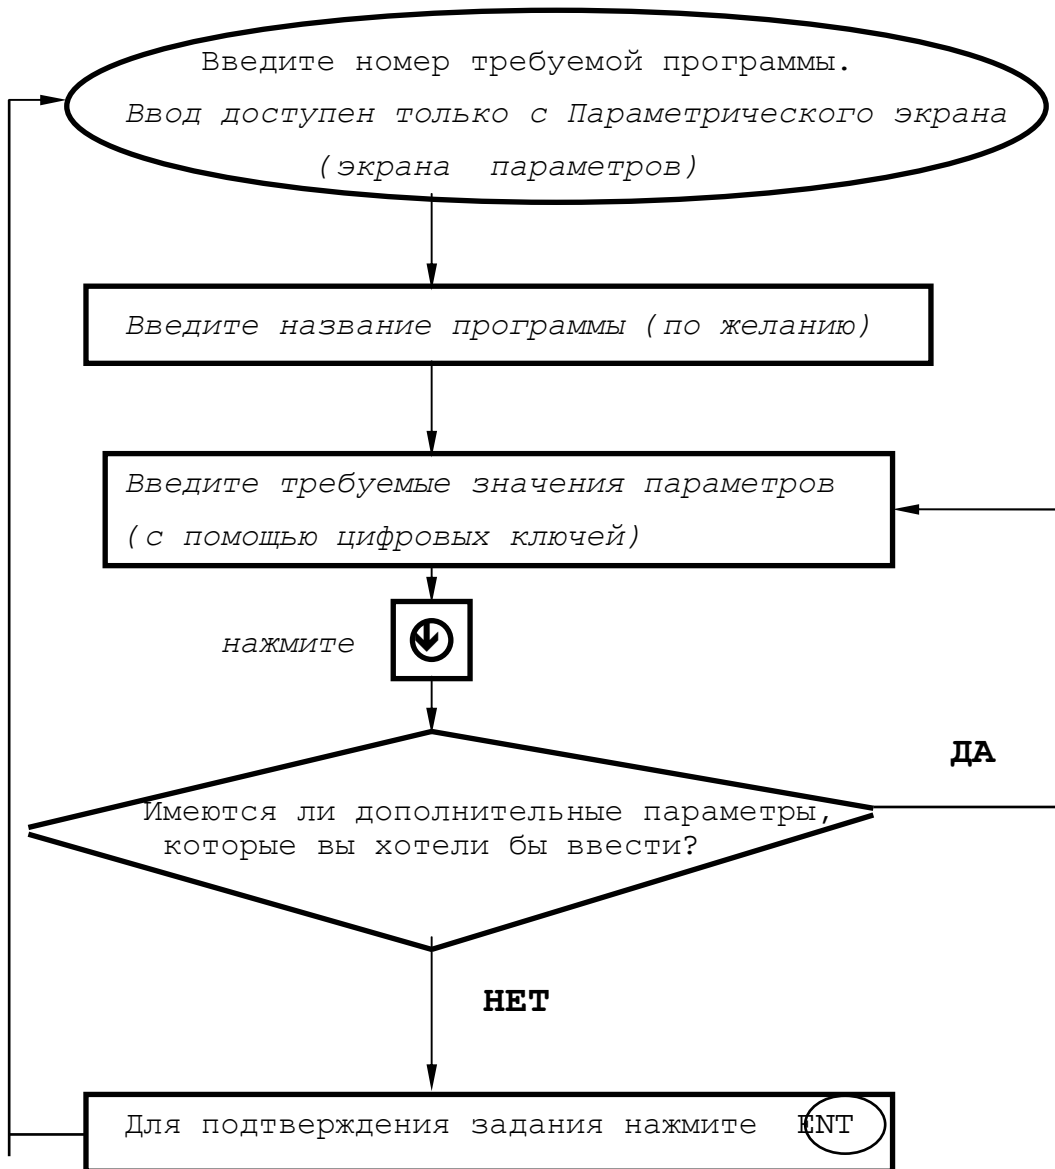 Введите номер требуемой программы.
Ввод доступен только с Параметрического экрана
(экрана параметров)
Введите название программы (по желанию)
Введите требуемые значения параметров
(с помощью цифровых ключей)
нажмите
ДА
Имеются ли дополнительные параметры,
которые вы хотели бы ввести?
НЕТ
Для подтверждения задания нажмите ENT